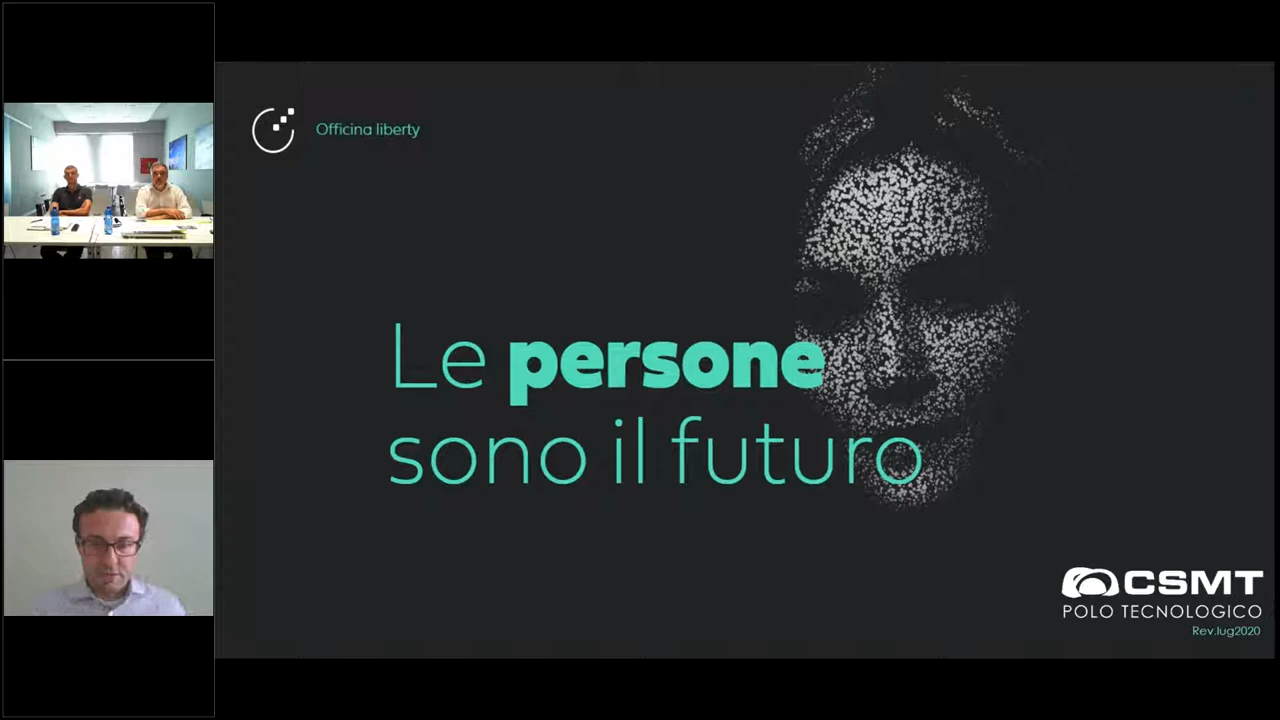 Officina liberty
Le persone
sono il futuro
CSMT
POLO TECNOLOGICO
Rev.lug2020